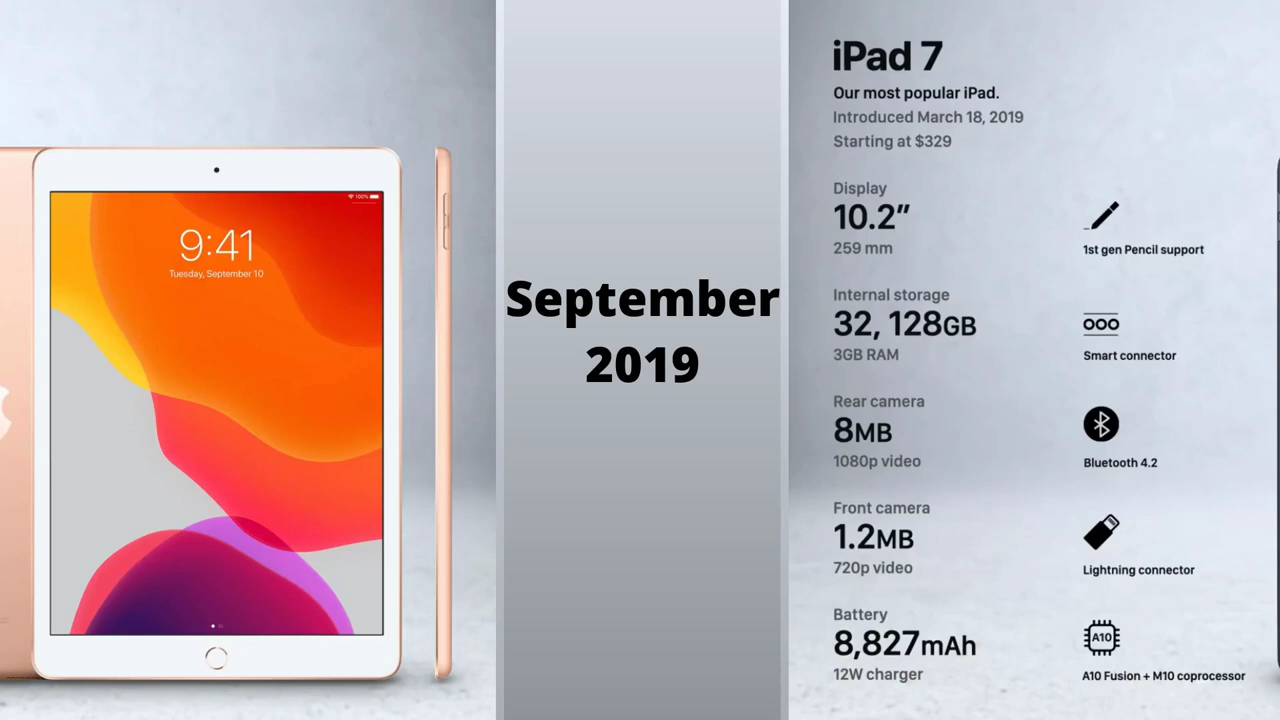 100%
9:41
Tuesday, September 10
September
2019
iPad 7
Our most popular iPad.
Introduced March 18, 2019
Starting at $329
Display
10.2”
259 mm
1st gen Pencil support
Internal storage
32, 128GB
3GB RAM
Smart connector
Rear camera
8MB
1080p video
Bluetooth 4.2
Front camera
1.2MB
720p video
Lightning connector
Battery
8,827mAh
12W charger
A10
A10 Fusion + M10 coprocessor